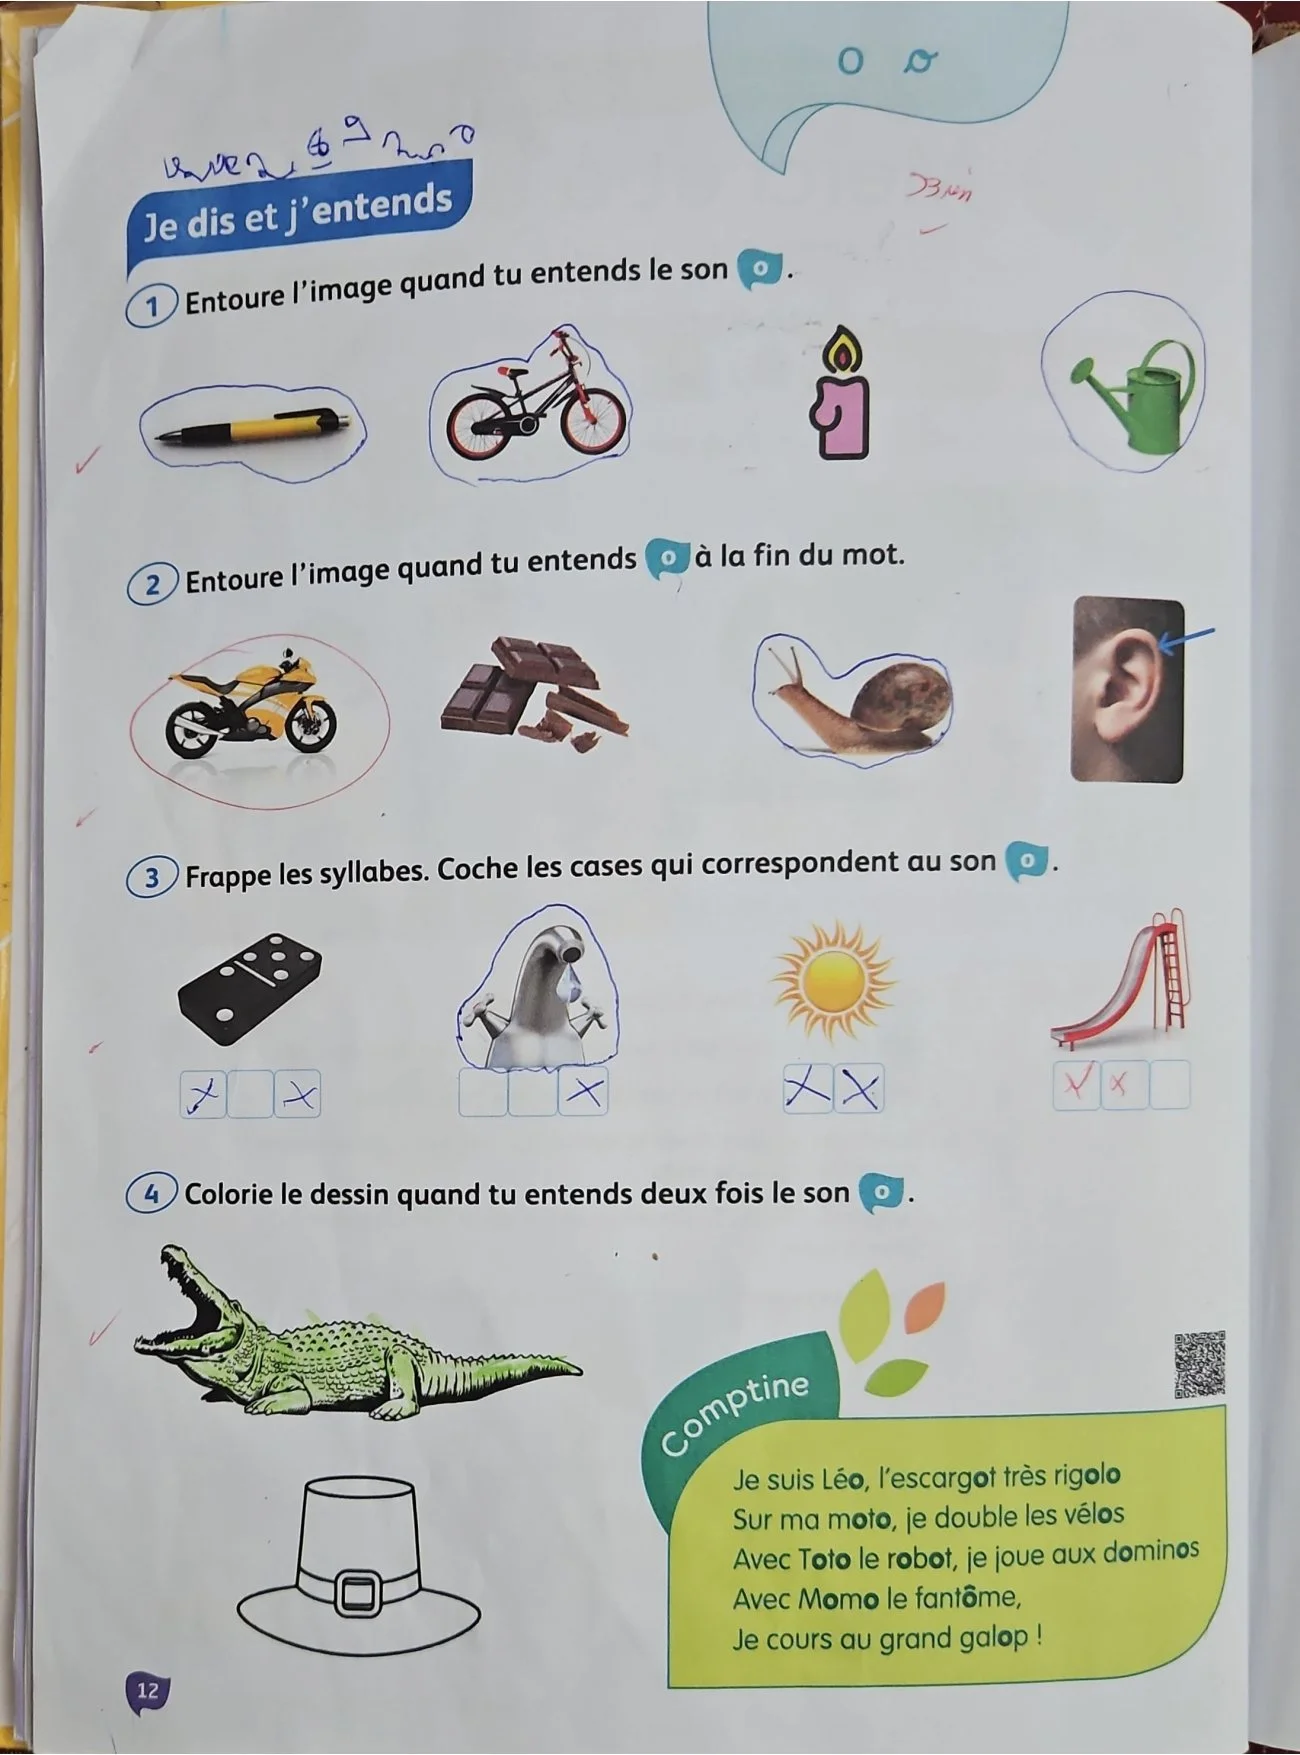 o o
Bien
Je dis et j'entends
1 Entoure l'image quand tu entends le son o.
2 Entoure l'image quand tu entends o à la fin du mot.
3 Frappe les syllabes. Coche les cases qui correspondent au son o.
4 Colorie le dessin quand tu entends deux fois le son o.
Comptine
Je suis Léo, l'escargot très rigolo
Sur ma moto, je double les vélos
Avec Toto le robot, je joue aux dominos
Avec Momo le fantôme,
Je cours au grand galop !
12